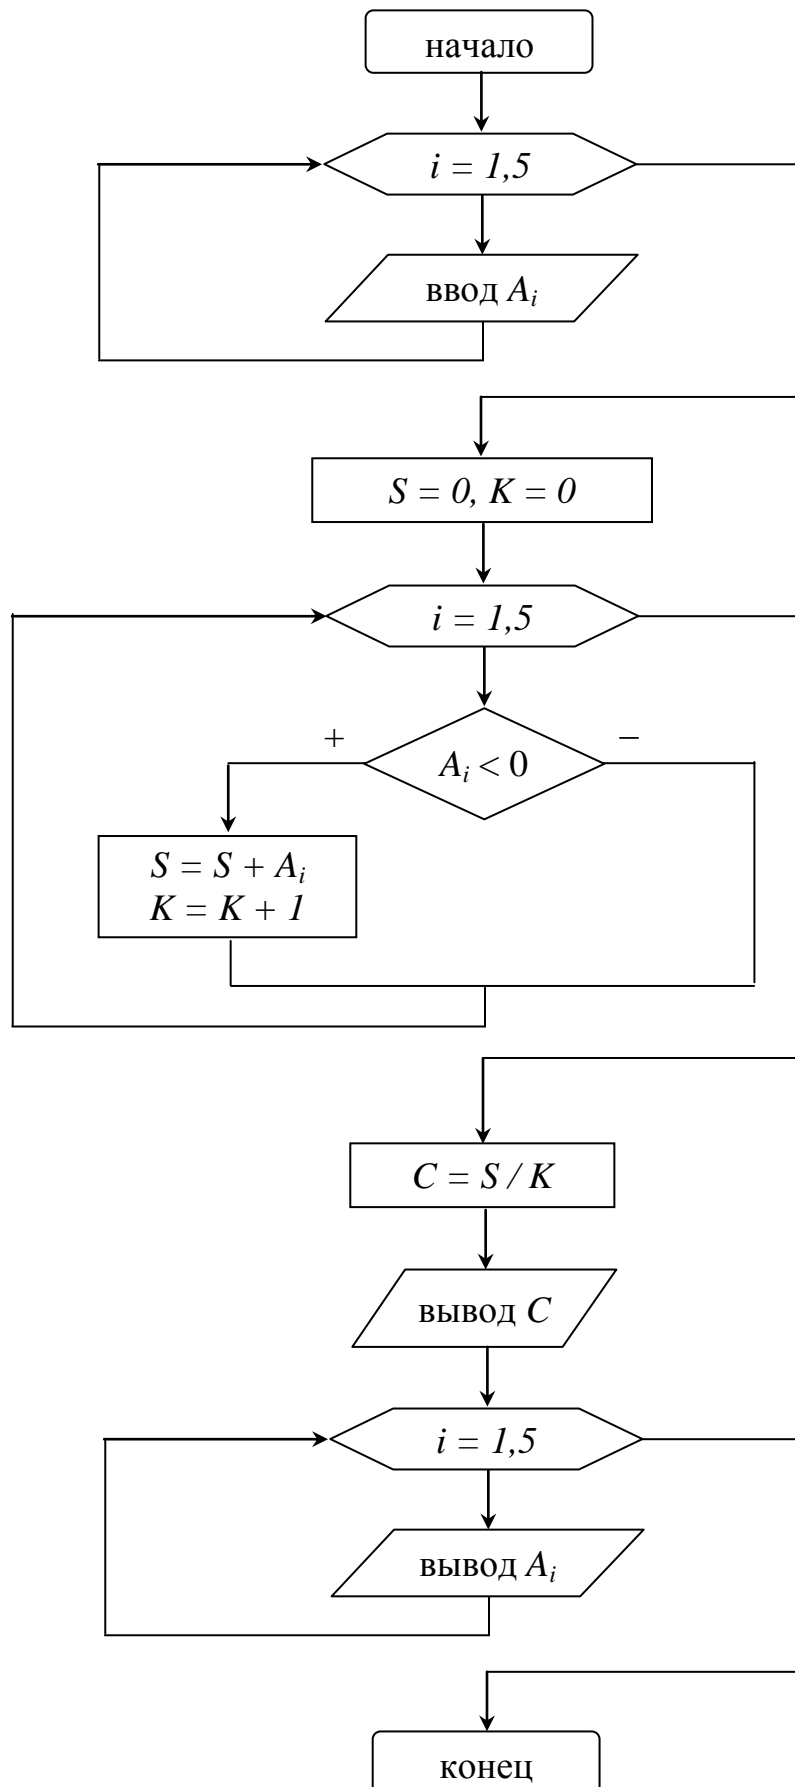 начало
i = 1,5
ввод Aᵢ
S = 0, K = 0
i = 1,5
+
−
Aᵢ < 0
S = S + Aᵢ
K = K + 1
C = S / K
вывод C
i = 1,5
вывод Aᵢ
конец